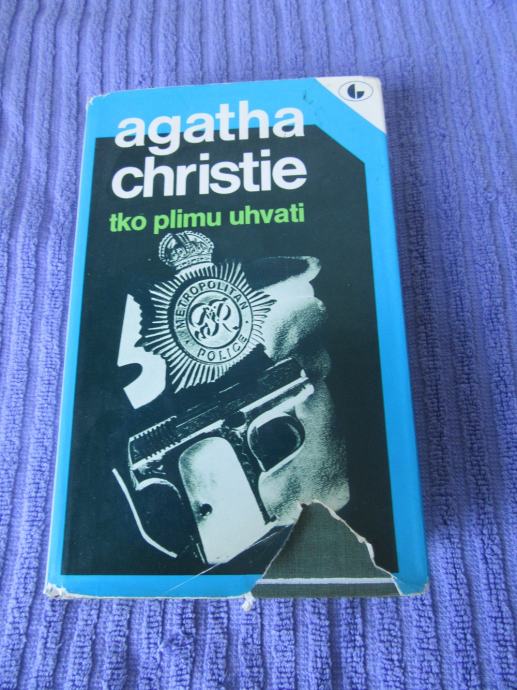 agatha
christie
tko plimu uhvati
METROPOLITAN
POLICE